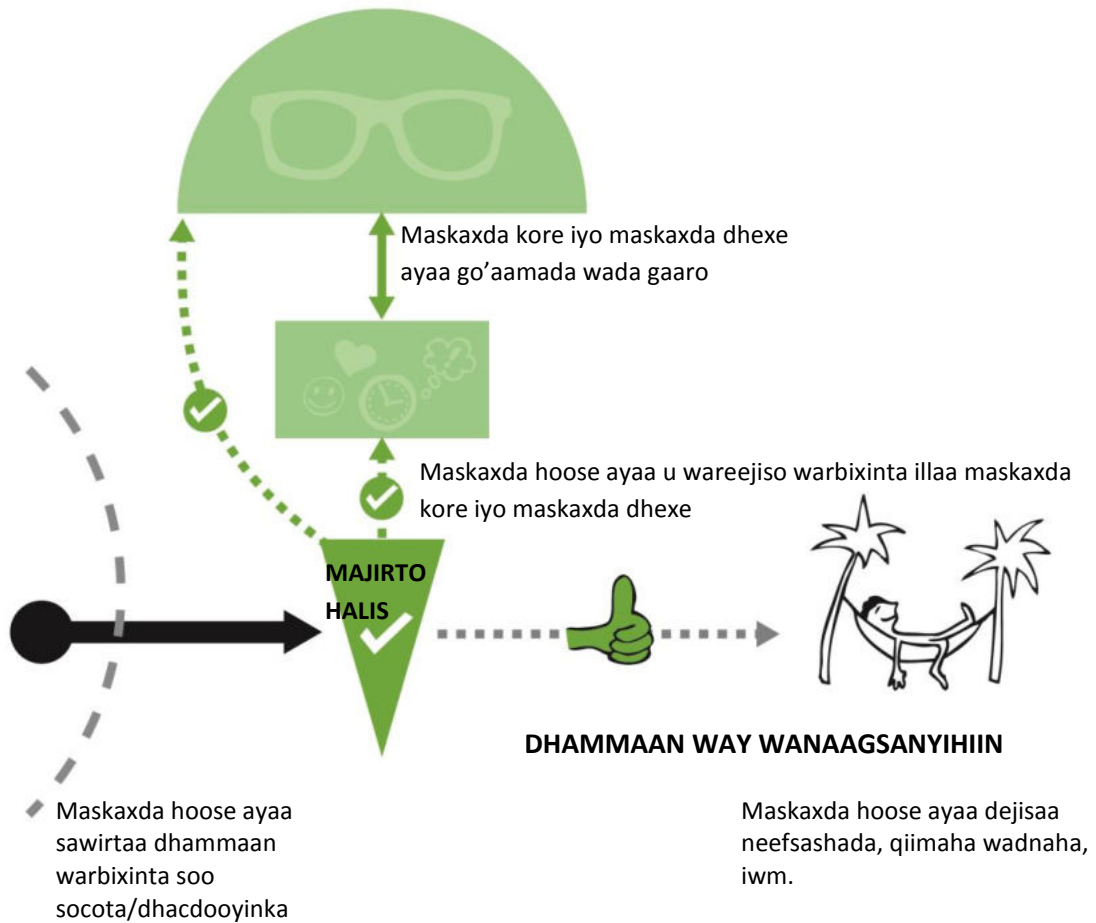 Maskaxda kore iyo maskaxda dhexe
ayaa go’aamada wada gaaro
Maskaxda hoose ayaa u wareejiso warbixinta illaa maskaxda
kore iyo maskaxda dhexe
MAJIRTO
HALIS
DHAMMAAN WAY WANAAGSANYIHIIN
Maskaxda hoose ayaa
sawirtaa dhammaan
warbixinta soo
socota/dhacdooyinka
Maskaxda hoose ayaa dejisaa
neefsashada, qiimaha wadnaha,
iwm.